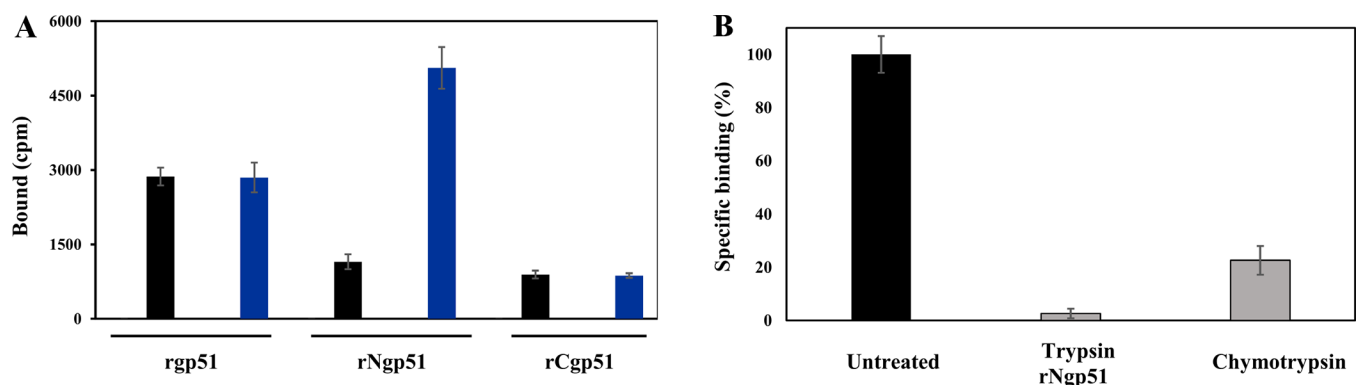 A
Bound (cpm)
6000
4500
3000
1500
0
rgp51
rNgp51
rCgp51
B
Specific binding (%)
100
80
60
40
20
0
Untreated
Trypsin
rNgp51
Chymotrypsin